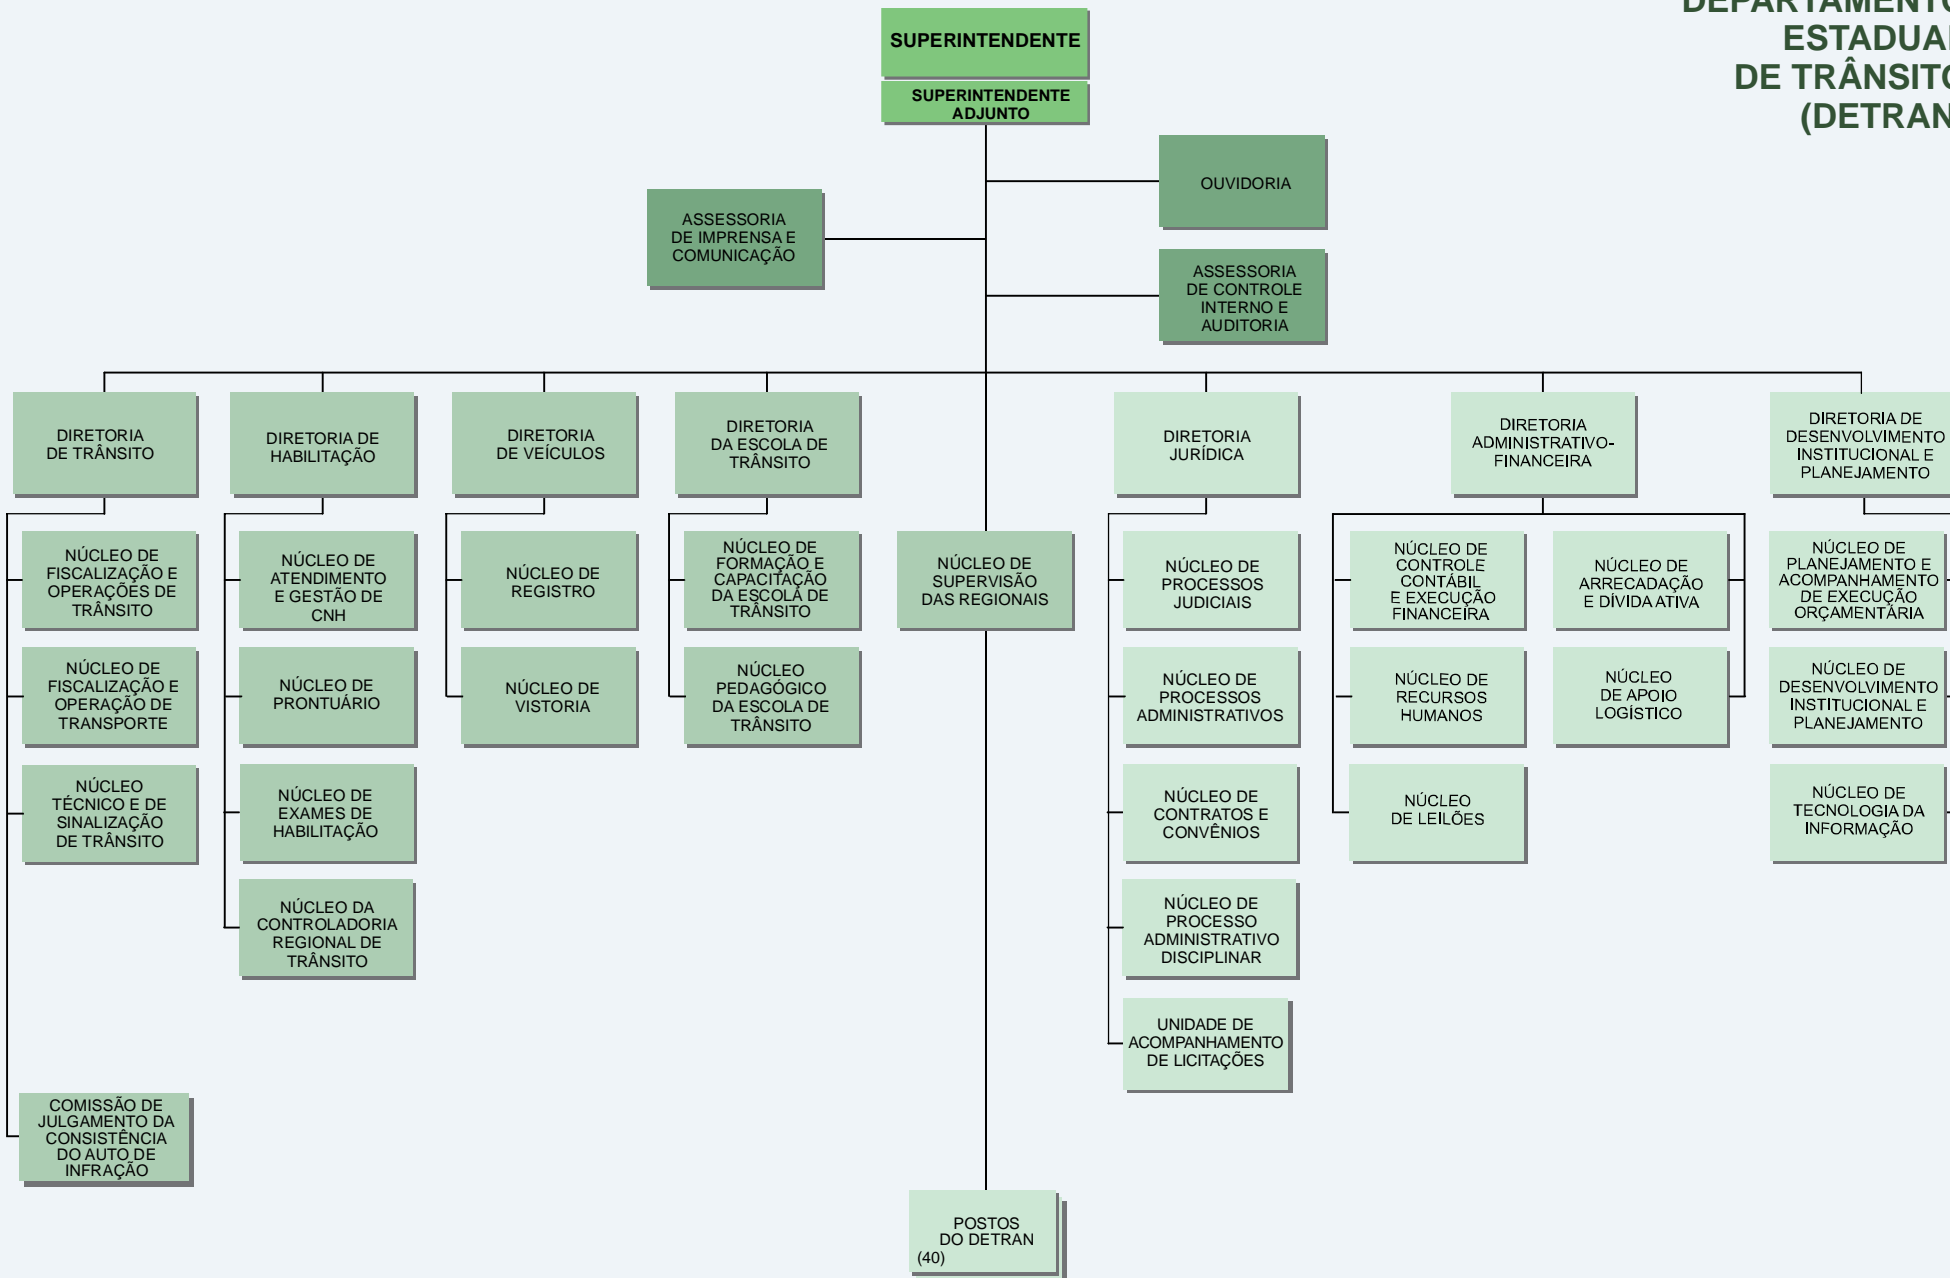 DEPARTAMENTO
ESTADUAL
DE TRÂNSITO
(DETRAN
SUPERINTENDENTE
SUPERINTENDENTE
ADJUNTO
OUVIDORIA
ASSESSORIA
DE IMPRENSA E
COMUNICAÇÃO
ASSESSORIA
DE CONTROLE
INTERNO E
AUDITORIA
DIRETORIA
DE TRÂNSITO
DIRETORIA DE
HABILITAÇÃO
DIRETORIA
DE VEÍCULOS
DIRETORIA
DA ESCOLA DE
TRÂNSITO
DIRETORIA
JURÍDICA
DIRETORIA
ADMINISTRATIVO-
FINANCEIRA
DIRETORIA DE
DESENVOLVIMENTO
INSTITUCIONAL E
PLANEJAMENTO
NÚCLEO DE
FISCALIZAÇÃO E
OPERAÇÕES DE
TRÂNSITO
NÚCLEO DE
ATENDIMENTO
E GESTÃO DE
CNH
NÚCLEO DE
REGISTRO
NÚCLEO DE
FORMAÇÃO E
CAPACITAÇÃO
DA ESCOLA DE
TRÂNSITO
NÚCLEO DE
SUPERVISÃO
DAS REGIONAIS
NÚCLEO DE
PROCESSOS
JUDICIAIS
NÚCLEO DE
CONTROLE
CONTÁBIL
E EXECUÇÃO
FINANCEIRA
NÚCLEO DE
ARRECADAÇÃO
E DÍVIDA ATIVA
NÚCLEO DE
PLANEJAMENTO E
ACOMPANHAMENTO
DE EXECUÇÃO
ORÇAMENTÁRIA
NÚCLEO DE
FISCALIZAÇÃO E
OPERAÇÃO DE
TRANSPORTE
NÚCLEO DE
PRONTUÁRIO
NÚCLEO DE
VISTORIA
NÚCLEO
PEDAGÓGICO
DA ESCOLA DE
TRÂNSITO
NÚCLEO DE
PROCESSOS
ADMINISTRATIVOS
NÚCLEO DE
RECURSOS
HUMANOS
NÚCLEO
DE APOIO
LOGÍSTICO
NÚCLEO DE
DESENVOLVIMENTO
INSTITUCIONAL E
PLANEJAMENTO
NÚCLEO
TÉCNICO E DE
SINALIZAÇÃO
DE TRÂNSITO
NÚCLEO DE
EXAMES DE
HABILITAÇÃO
NÚCLEO DE
CONTRATOS E
CONVÊNIOS
NÚCLEO
DE LEILÕES
NÚCLEO DE
TECNOLOGIA DA
INFORMAÇÃO
NÚCLEO DA
CONTROLADORIA
REGIONAL DE
TRÂNSITO
NÚCLEO DE
PROCESSO
ADMINISTRATIVO
DISCIPLINAR
UNIDADE DE
ACOMPANHAMENTO
DE LICITAÇÕES
COMISSÃO DE
JULGAMENTO DA
CONSISTÊNCIA
DO AUTO DE
INFRAÇÃO
POSTOS
DO DETRAN
(40)